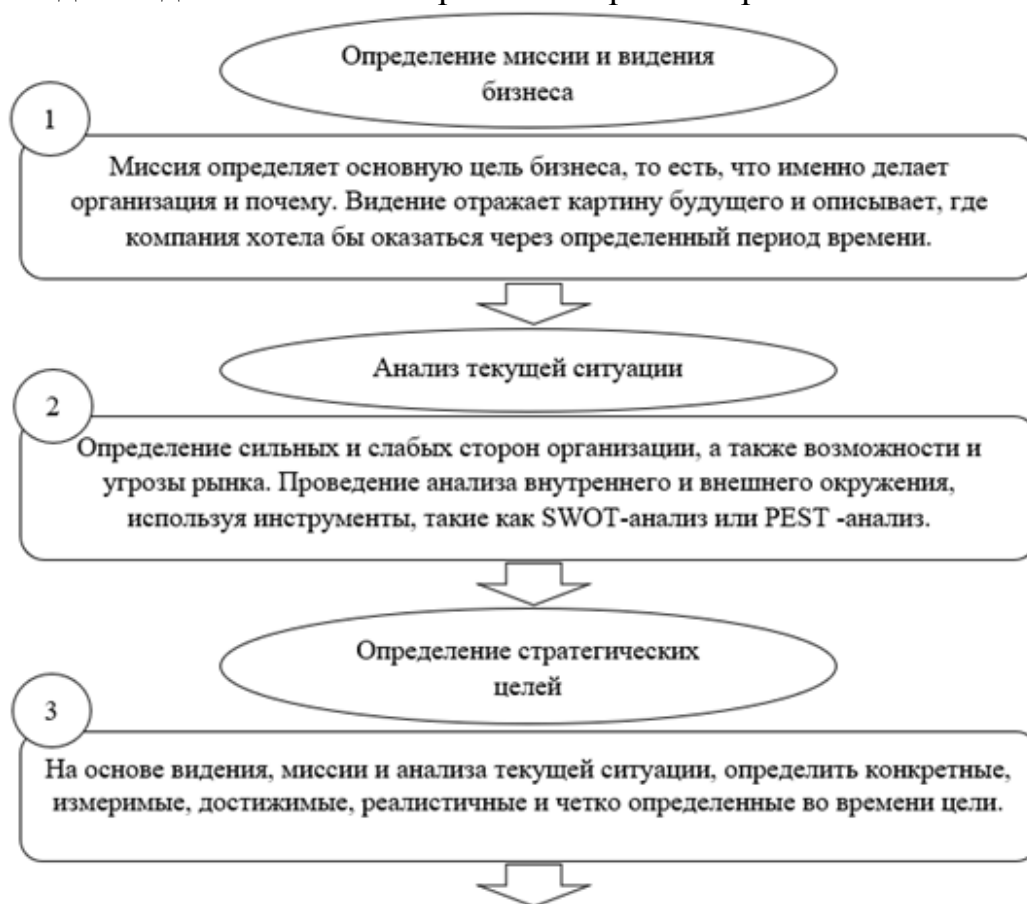 Определение миссии и видения
бизнеса
1
Миссия определяет основную цель бизнеса, то есть, что именно делает
организация и почему. Видение отражает картину будущего и описывает, где
компания хотела бы оказаться через определенный период времени.
Анализ текущей ситуации
2
Определение сильных и слабых сторон организации, а также возможности и
угрозы рынка. Проведение анализа внутреннего и внешнего окружения,
используя инструменты, такие как SWOT-анализ или PEST -анализ.
Определение стратегических
целей
3
На основе видения, миссии и анализа текущей ситуации, определить конкретные,
измеримые, достижимые, реалистичные и четко определенные во времени цели.